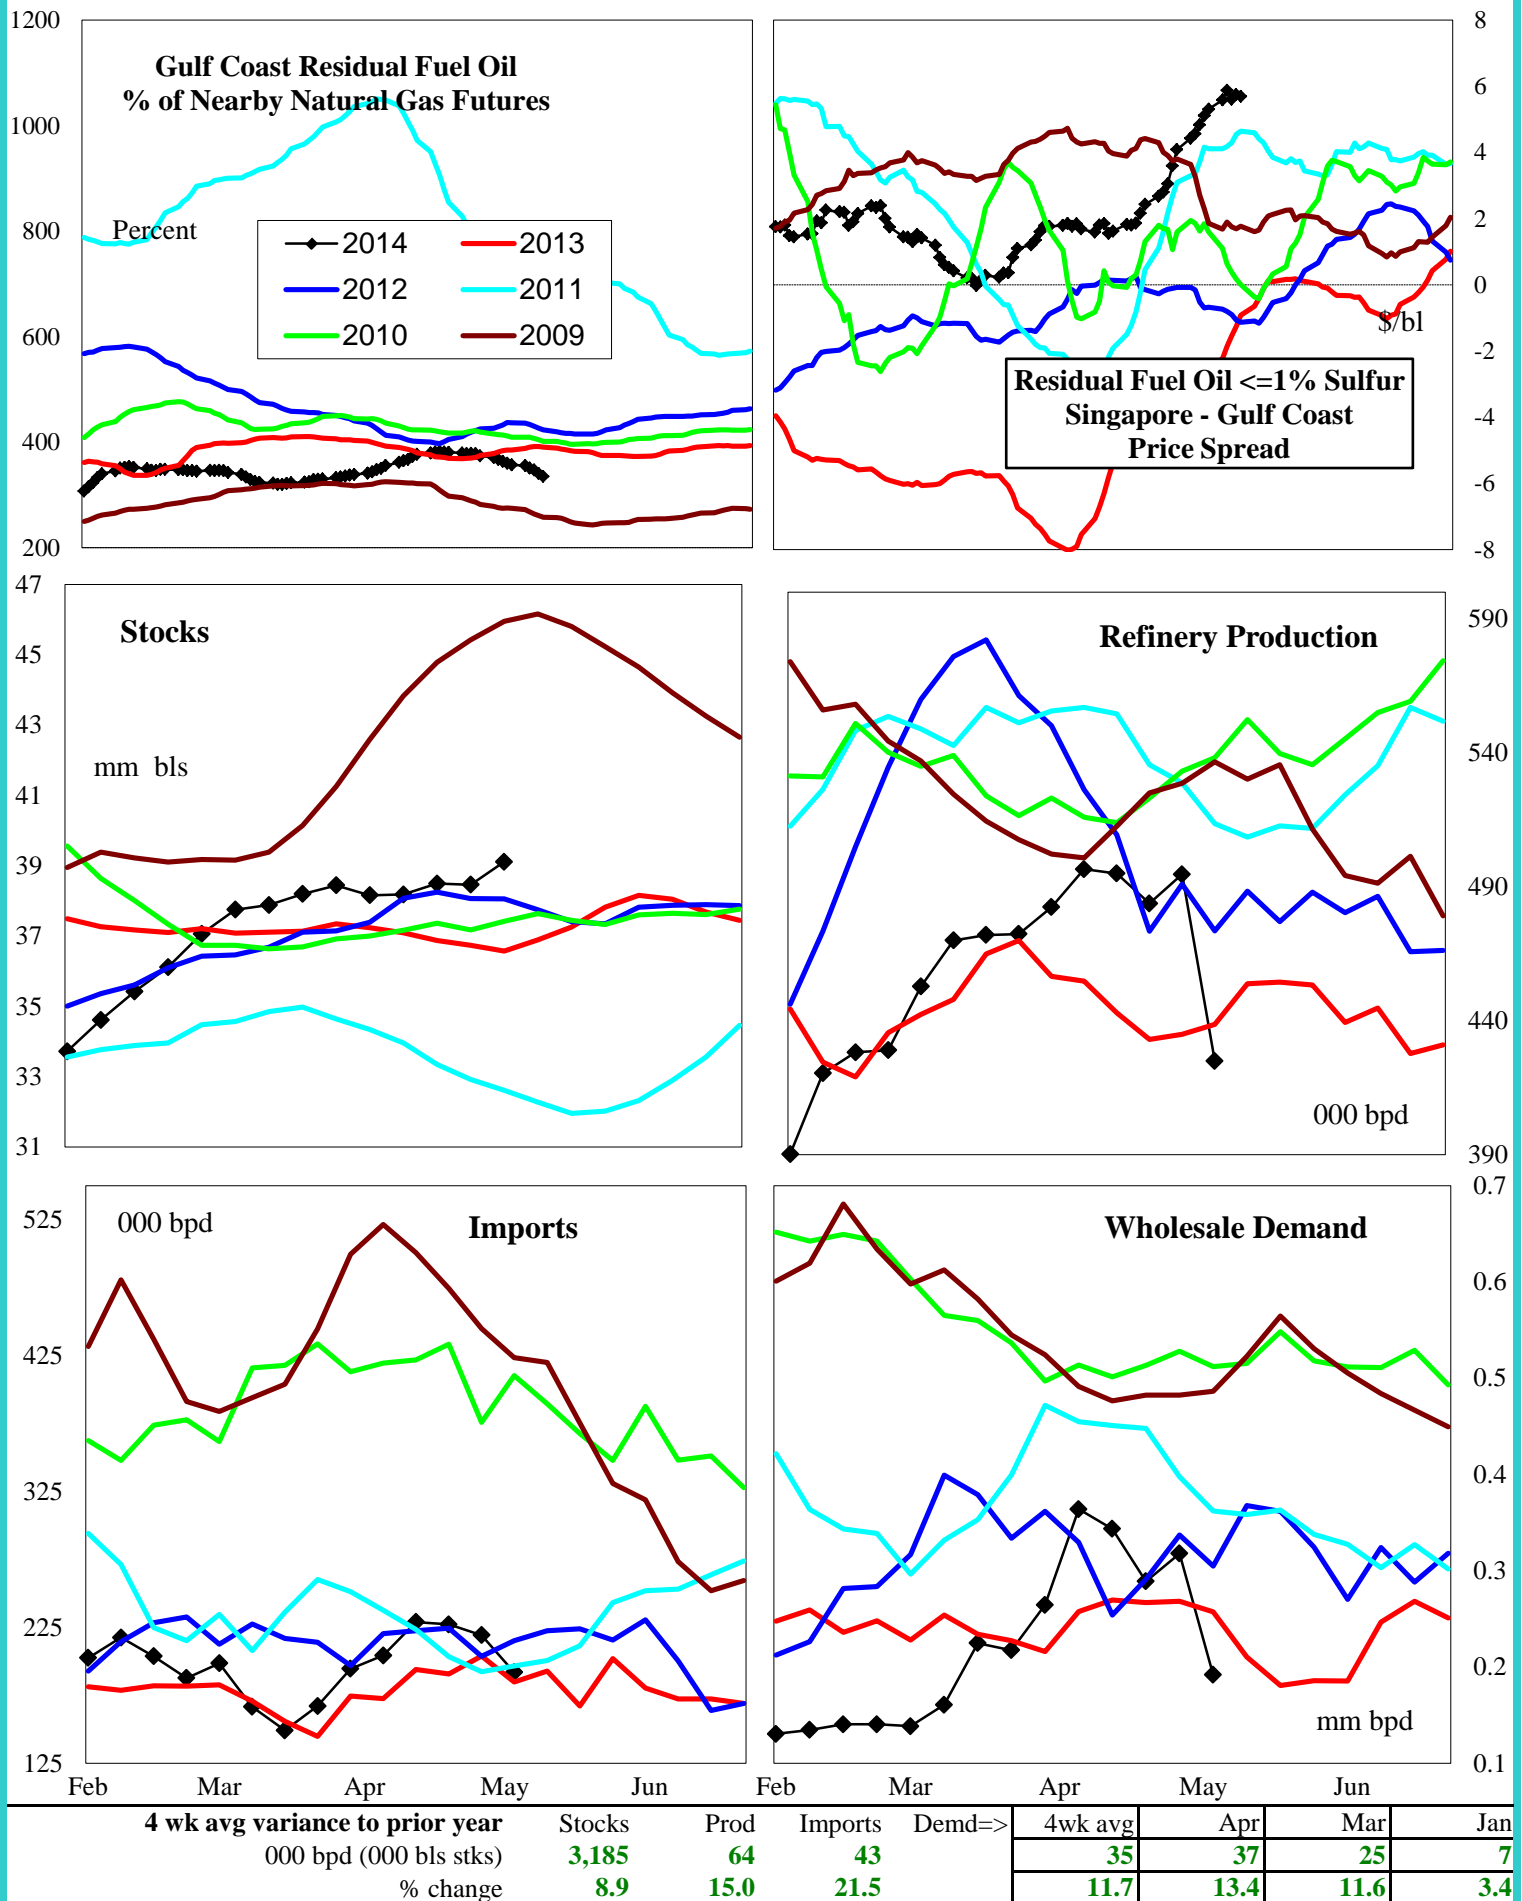 1200
1000
800
600
400
200
Gulf Coast Residual Fuel Oil
% of Nearby Natural Gas Futures
Percent
2014
2013
2012
2011
2010
2009
8
6
4
2
0
-2
-4
-6
-8
$/bl
Residual Fuel Oil <=1% Sulfur
Singapore - Gulf Coast
Price Spread
47
45
43
41
39
37
35
33
31
Stocks
mm bls
590
540
490
440
390
Refinery Production
000 bpd
525
425
325
225
125
000 bpd
Imports
Feb Mar Apr May Jun
0.7
0.6
0.5
0.4
0.3
0.2
0.1
Wholesale Demand
mm bpd
Feb Mar Apr May Jun
4 wk avg variance to prior year Stocks Prod Imports Demd=> 4wk avg Apr Mar Jan
000 bpd (000 bls stks) 3,185 64 43 35 37 25 7
% change 8.9 15.0 21.5 11.7 13.4 11.6 3.4